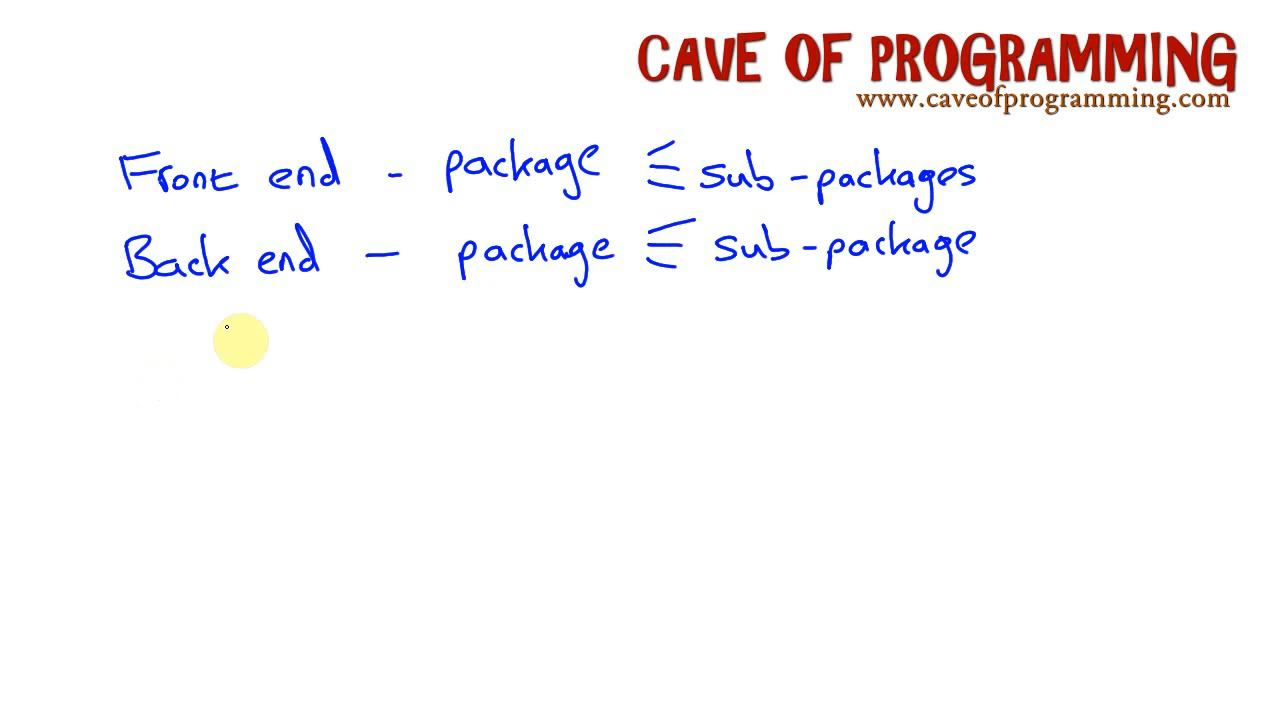 CAVE OF PROGRAMMING
www.caveofprogramming.com
Front end - package sub-packages
Back end - package sub-package